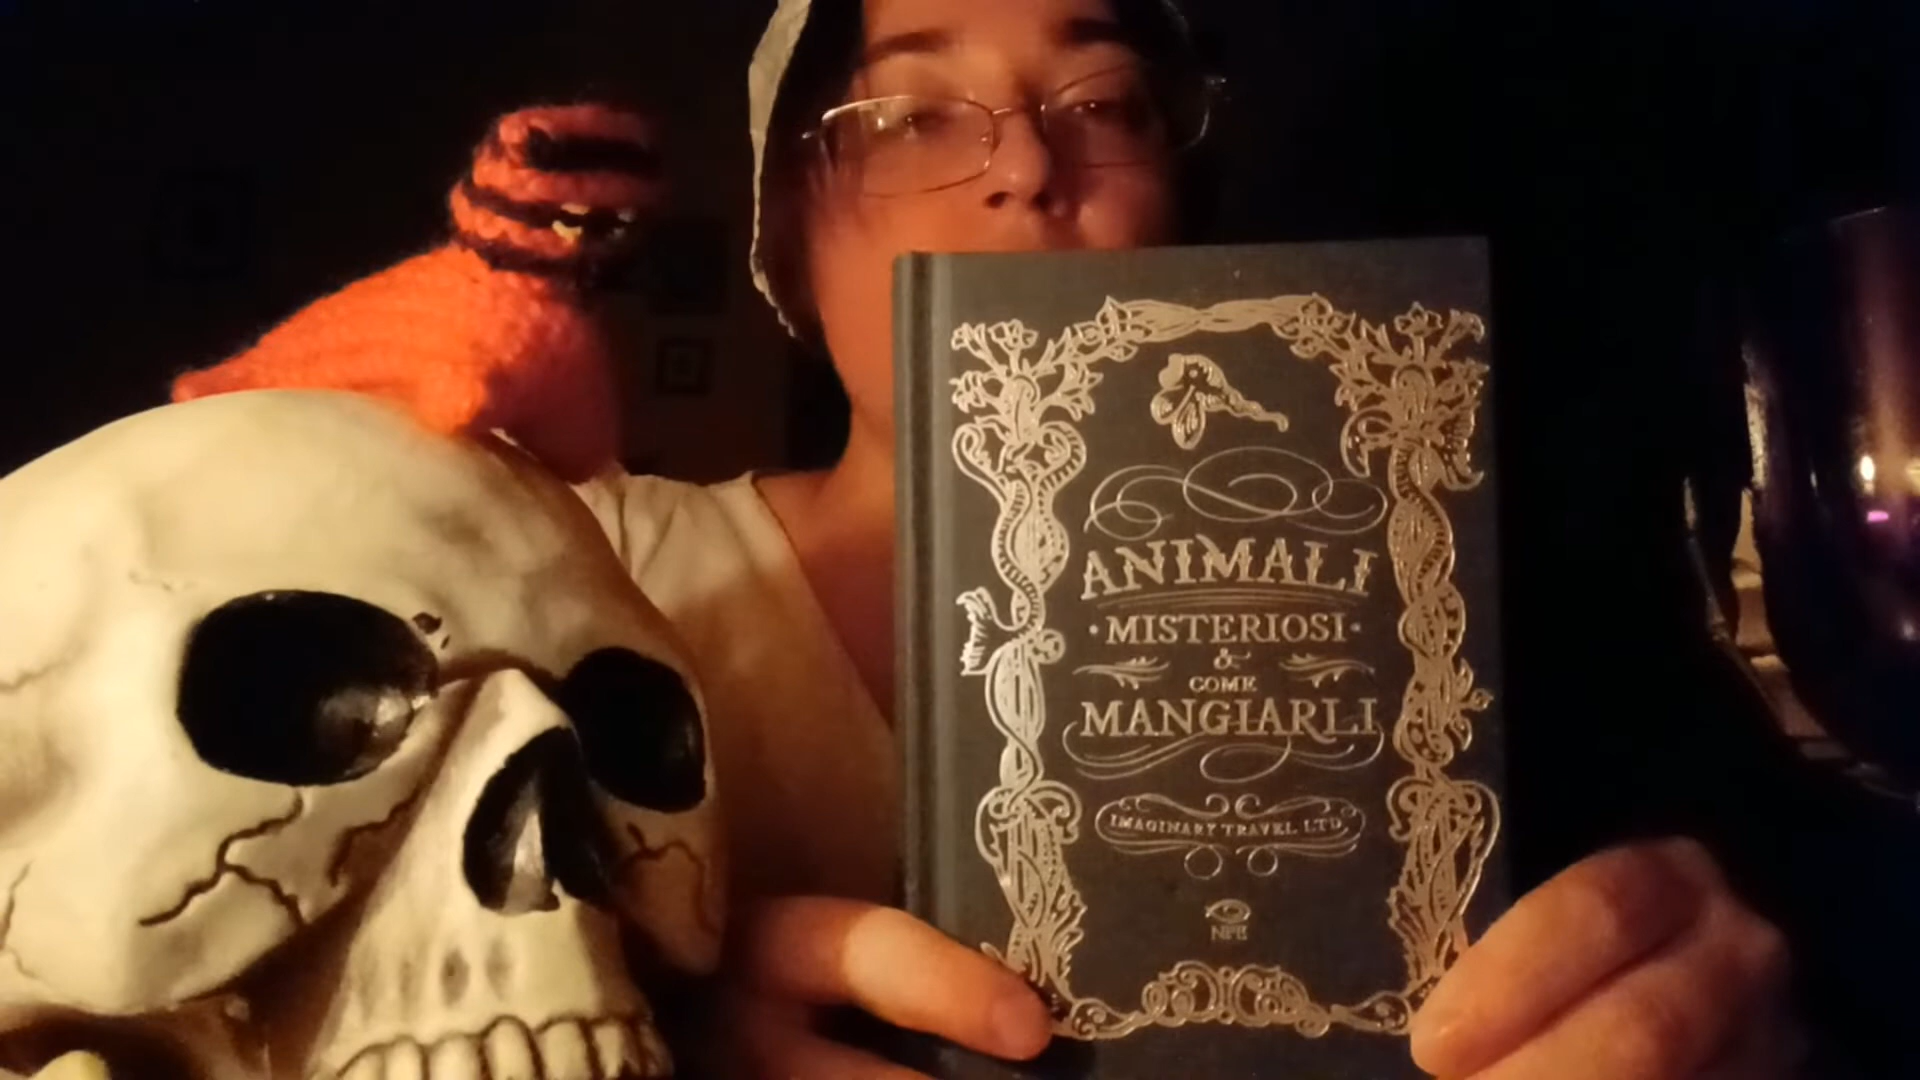 ANIMALI
·MISTERIOSI·
&
COME
MANGIARLI
IMAGINARY TRAVEL LTD.
NPE